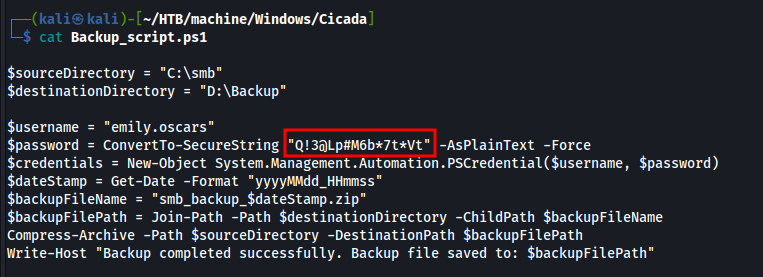 (kali㉿kali)-[~/HTB/machine/Windows/Cicada]
$ cat Backup_script.ps1
$sourceDirectory = "C:\smb"
$destinationDirectory = "D:\Backup"
$username = "emily.oscars"
$password = ConvertTo-SecureString "Q!3@Lp#M6b*7t*Vt" -AsPlainText -Force
$credentials = New-Object System.Management.Automation.PSCredential($username, $password)
$dateStamp = Get-Date -Format "yyyyMMdd_HHmmss"
$backupFileName = "smb_backup_$dateStamp.zip"
$backupFilePath = Join-Path -Path $destinationDirectory -ChildPath $backupFileName
Compress-Archive -Path $sourceDirectory -DestinationPath $backupFilePath
Write-Host "Backup completed successfully. Backup file saved to: $backupFilePath"